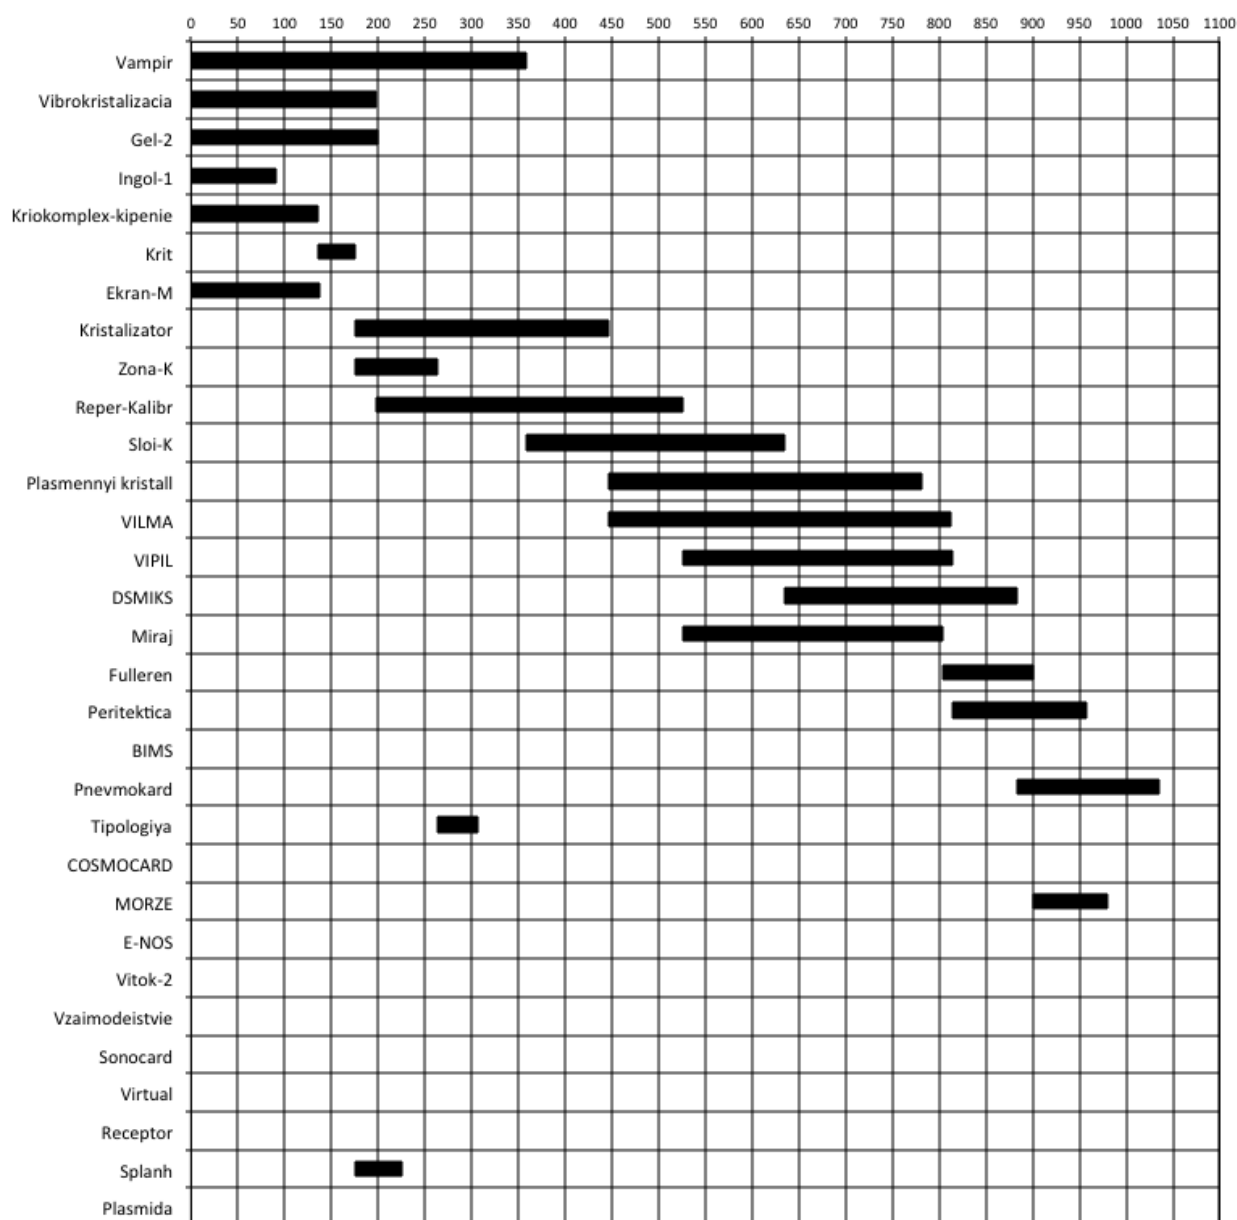 0 50 100 150 200 250 300 350 400 450 500 550 600 650 700 750 800 850 900 950 1000 1050 1100
Vampir
Vibrokristalizacia
Gel-2
Ingol-1
Kriokomplex-kipenie
Krit
Ekran-M
Kristalizator
Zona-K
Reper-Kalibr
Sloi-K
Plasmennyi kristall
VILMA
VIPIL
DSMIKS
Miraj
Fulleren
Peritektica
BIMS
Pnevmokard
Tipologiya
COSMOCARD
MORZE
E-NOS
Vitok-2
Vzaimodeistvie
Sonocard
Virtual
Receptor
Splanh
Plasmida